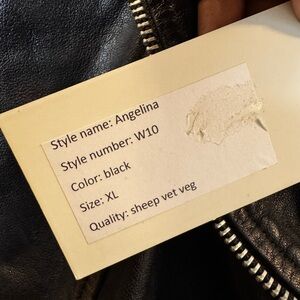 Style name: Angelina
Style number: W10
Color: black
Size: XL
Quality: sheep vet veg